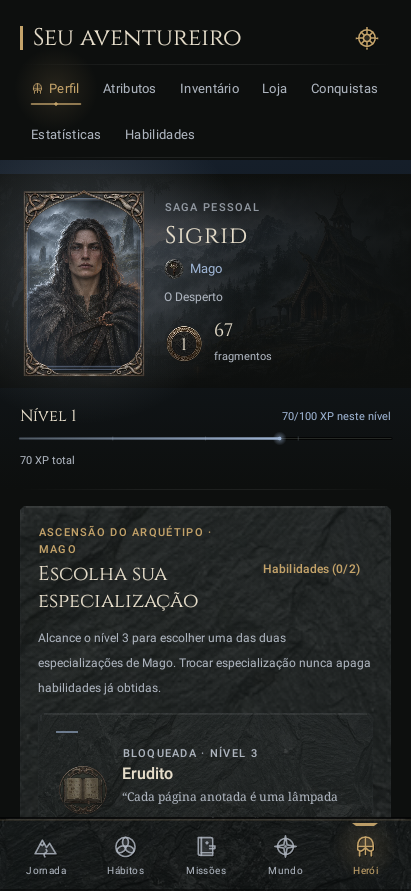 Seu aventureiro
Perfil Atributos Inventário Loja Conquistas
Estatísticas Habilidades
SAGA PESSOAL
Sigrid
Mago
O Desperto
1 67
fragmentos
Nível 1 70/100 XP neste nível
70 XP total
ASCENSÃO DO ARQUÉTIPO ·
MAGO
Escolha sua
especialização
Habilidades (0/2)
Alcance o nível 3 para escolher uma das duas
especializações de Mago. Trocar especialização nunca apaga
habilidades já obtidas.
BLOQUEADA · NÍVEL 3
Erudito
“Cada página anotada é uma lâmpada
Jornada Hábitos Missões Mundo Herói